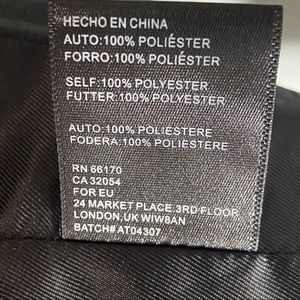 HECHO EN CHINA
AUTO:100% POLIÉSTER
FORRO:100% POLIÉSTER
SELF:100% POLYESTER
FUTTER:100% POLYESTER
AUTO:100% POLIESTERE
FODERA:100% POLIESTERE
RN 66170
CA 32054
FOR EU
24 MARKET PLACE.3RD FLOOR
LONDON,UK WIW8AN
BATCH# AT04307